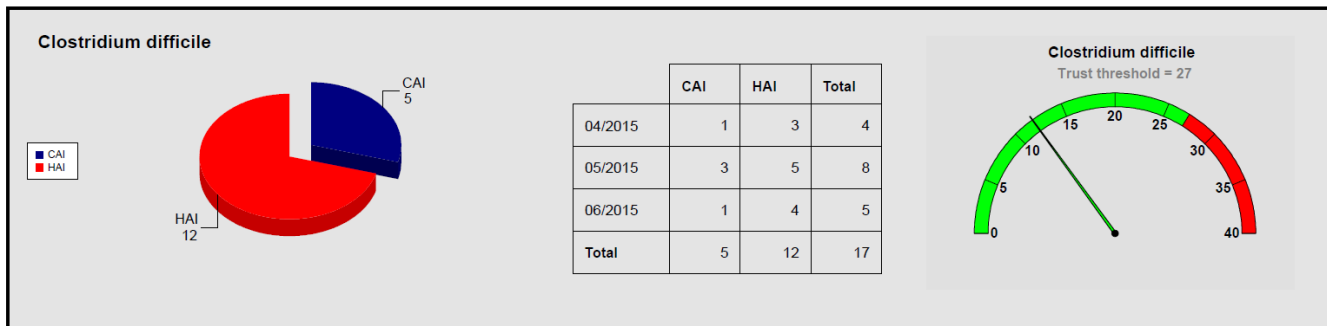 Clostridium difficile
CAI
5
CAI
HAI
HAI
12
CAI HAI Total
04/2015 1 3 4
05/2015 3 5 8
06/2015 1 4 5
Total 5 12 17
Clostridium difficile
Trust threshold = 27
0
5
10
15
20
25
30
35
40